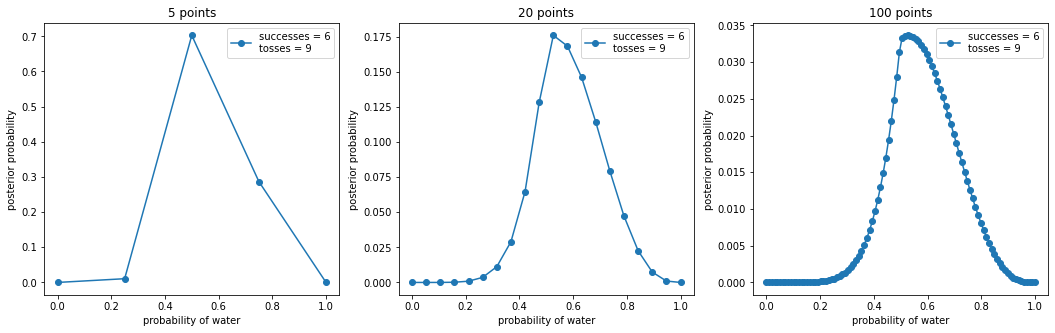 5 points
successes = 6
tosses = 9
posterior probability
0.7
0.6
0.5
0.4
0.3
0.2
0.1
0.0
0.0 0.2 0.4 0.6 0.8 1.0
probability of water
20 points
successes = 6
tosses = 9
posterior probability
0.175
0.150
0.125
0.100
0.075
0.050
0.025
0.000
0.0 0.2 0.4 0.6 0.8 1.0
probability of water
100 points
successes = 6
tosses = 9
posterior probability
0.035
0.030
0.025
0.020
0.015
0.010
0.005
0.000
0.0 0.2 0.4 0.6 0.8 1.0
probability of water